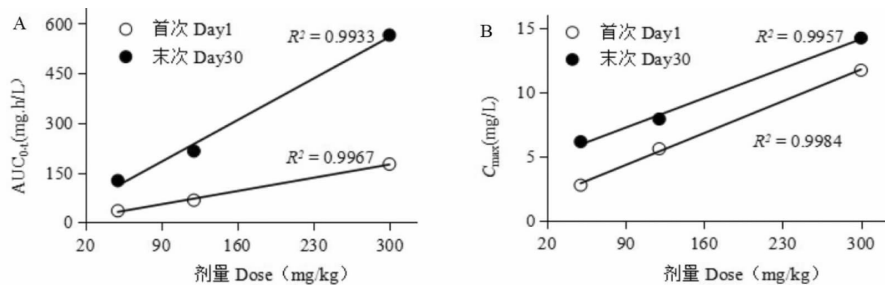 A
600
450
300
150
0
AUC0-t(mg.h/L)
首次 Day1
末次 Day30
R² = 0.9933
R² = 0.9967
20 90 160 230 300
剂量 Dose（mg/kg）
B
15
10
5
0
Cmax(mg/L)
首次 Day1
末次 Day30
R² = 0.9957
R² = 0.9984
20 90 160 230 300
剂量 Dose（mg/kg）